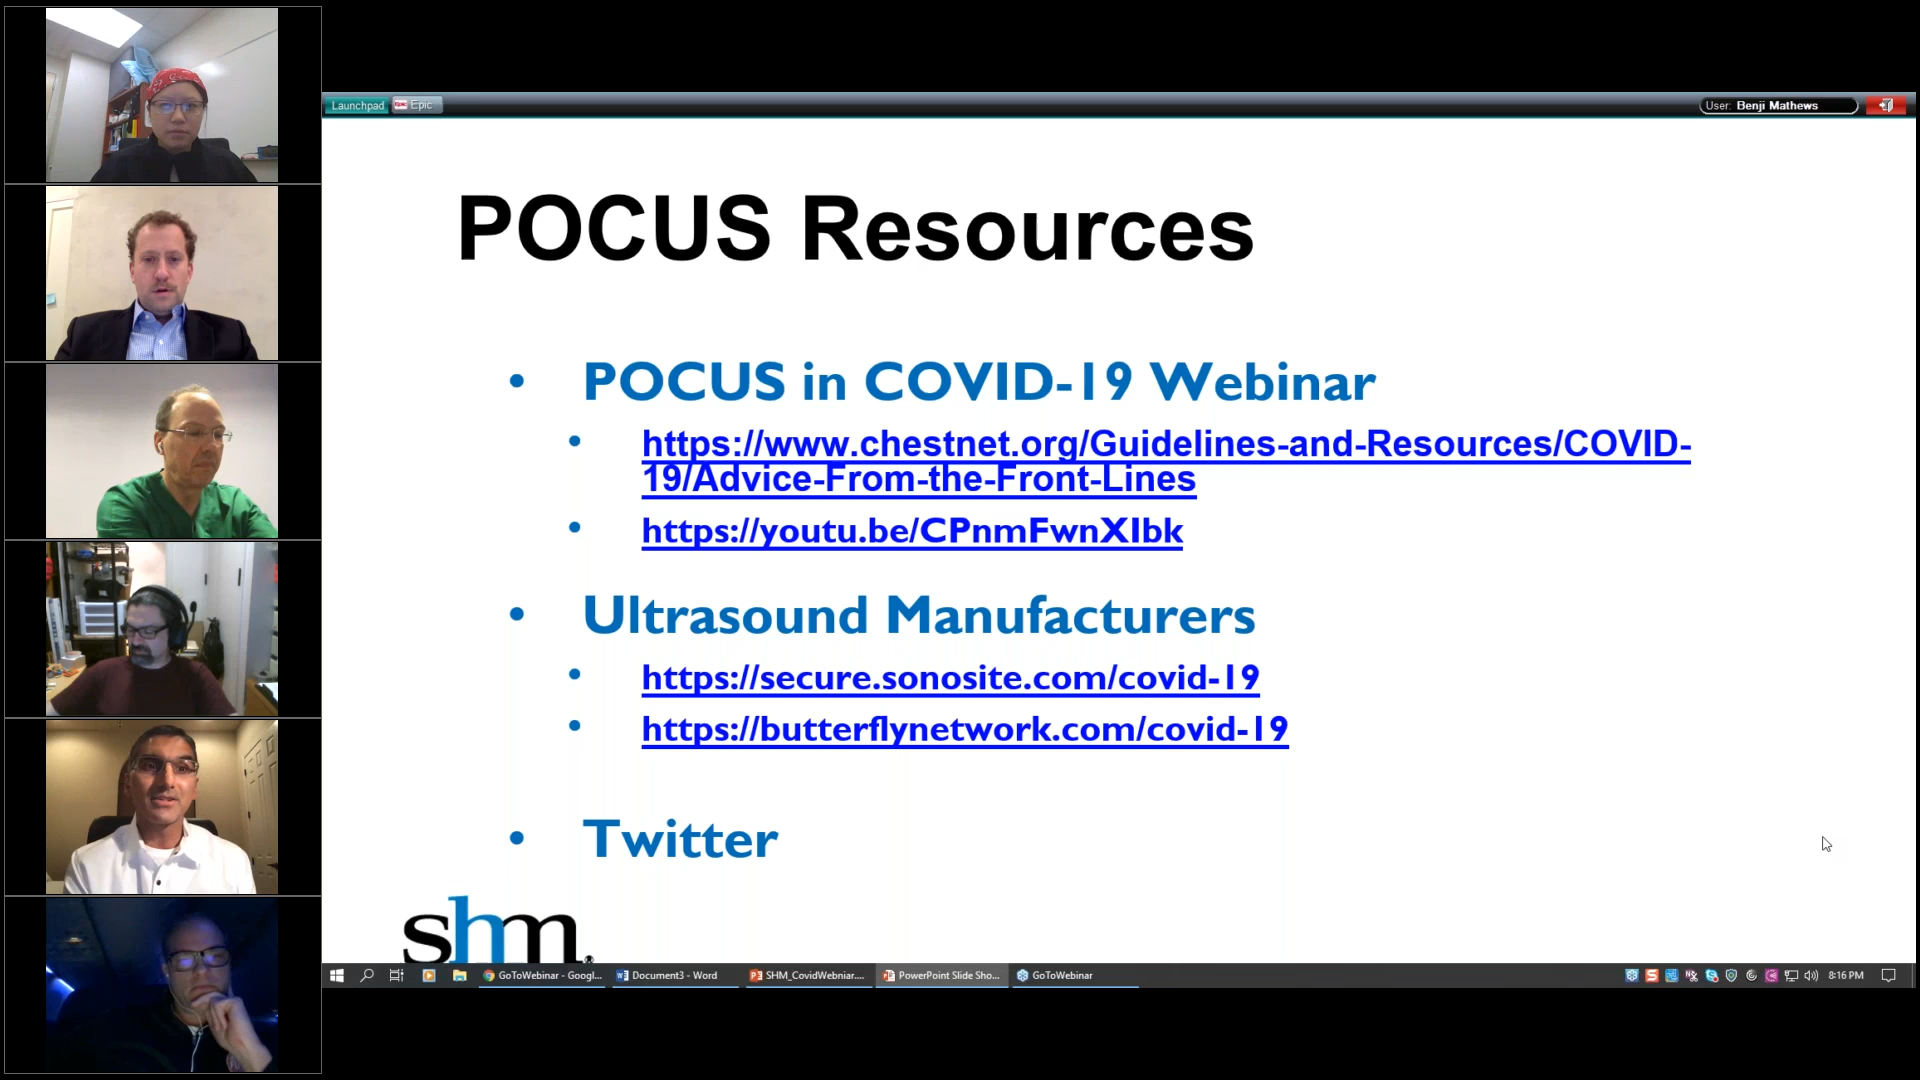 Launchpad Epic Epic User: Benji Mathews
POCUS Resources
• POCUS in COVID-19 Webinar
• https://www.chestnet.org/Guidelines-and-Resources/COVID-
19/Advice-From-the-Front-Lines
• https://youtu.be/CPnmFwnXIbk
• Ultrasound Manufacturers
• https://secure.sonosite.com/covid-19
• https://butterflynetwork.com/covid-19
• Twitter
shm
GoToWebinar - Googl... Document3 - Word SHM_CovidWebniar.... PowerPoint Slide Sho... GoToWebinar 8:16 PM